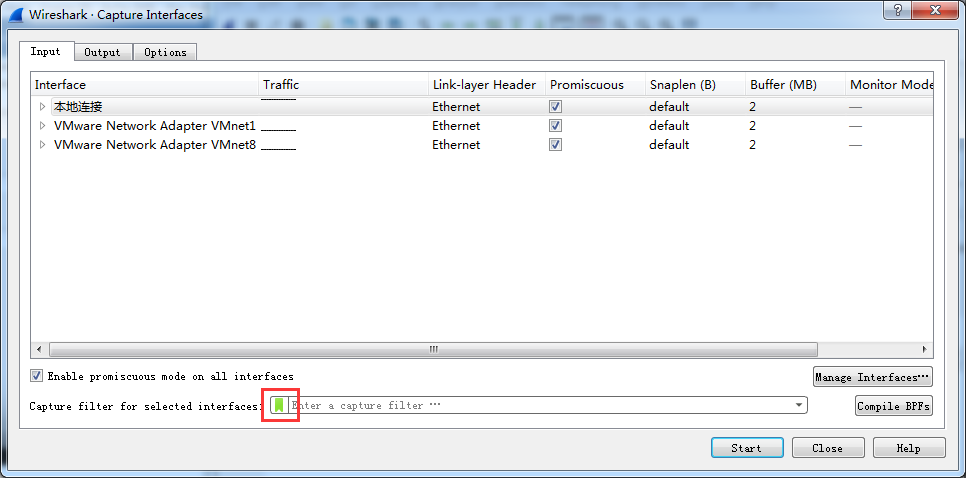 Wireshark · Capture Interfaces
Input Output Options
Interface Traffic Link-layer Header Promiscuous Snaplen (B) Buffer (MB) Monitor Mode
本地连接 Ethernet default 2 —
VMware Network Adapter VMnet1 Ethernet default 2 —
VMware Network Adapter VMnet8 Ethernet default 2 —
Enable promiscuous mode on all interfaces Manage Interfaces…
Capture filter for selected interfaces: Enter a capture filter … Compile BPFs
Start Close Help